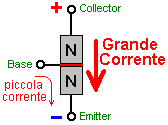 + Collector
N
Grande
Corrente
Base
N
piccola
corrente
– Emitter